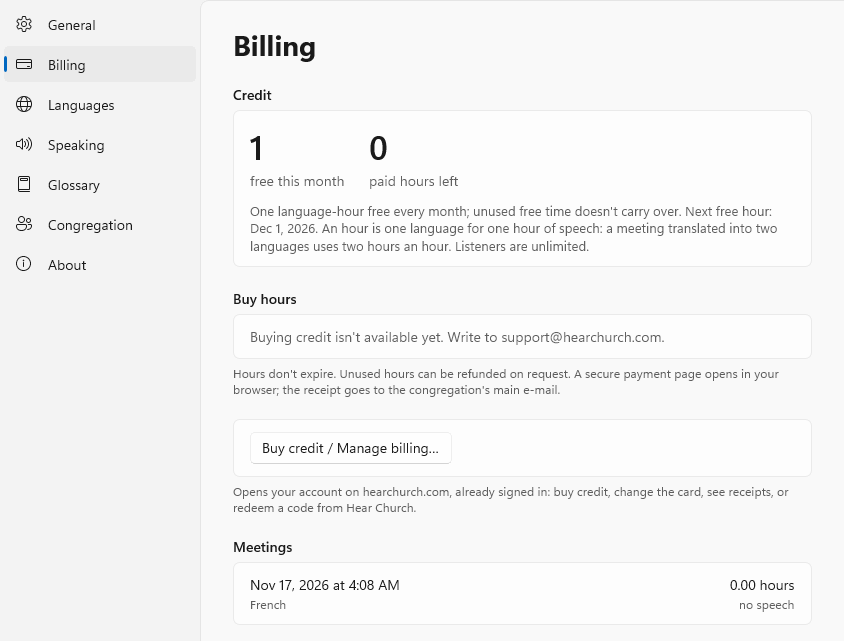 General
Billing
Languages
Speaking
Glossary
Congregation
About
Billing
Credit
1
free this month
0
paid hours left
One language-hour free every month; unused free time doesn't carry over. Next free hour:
Dec 1, 2026. An hour is one language for one hour of speech: a meeting translated into two
languages uses two hours an hour. Listeners are unlimited.
Buy hours
Buying credit isn't available yet. Write to support@hearchurch.com.
Hours don't expire. Unused hours can be refunded on request. A secure payment page opens in your
browser; the receipt goes to the congregation's main e-mail.
Buy credit / Manage billing...
Opens your account on hearchurch.com, already signed in: buy credit, change the card, see receipts, or
redeem a code from Hear Church.
Meetings
Nov 17, 2026 at 4:08 AM
0.00 hours
French
no speech